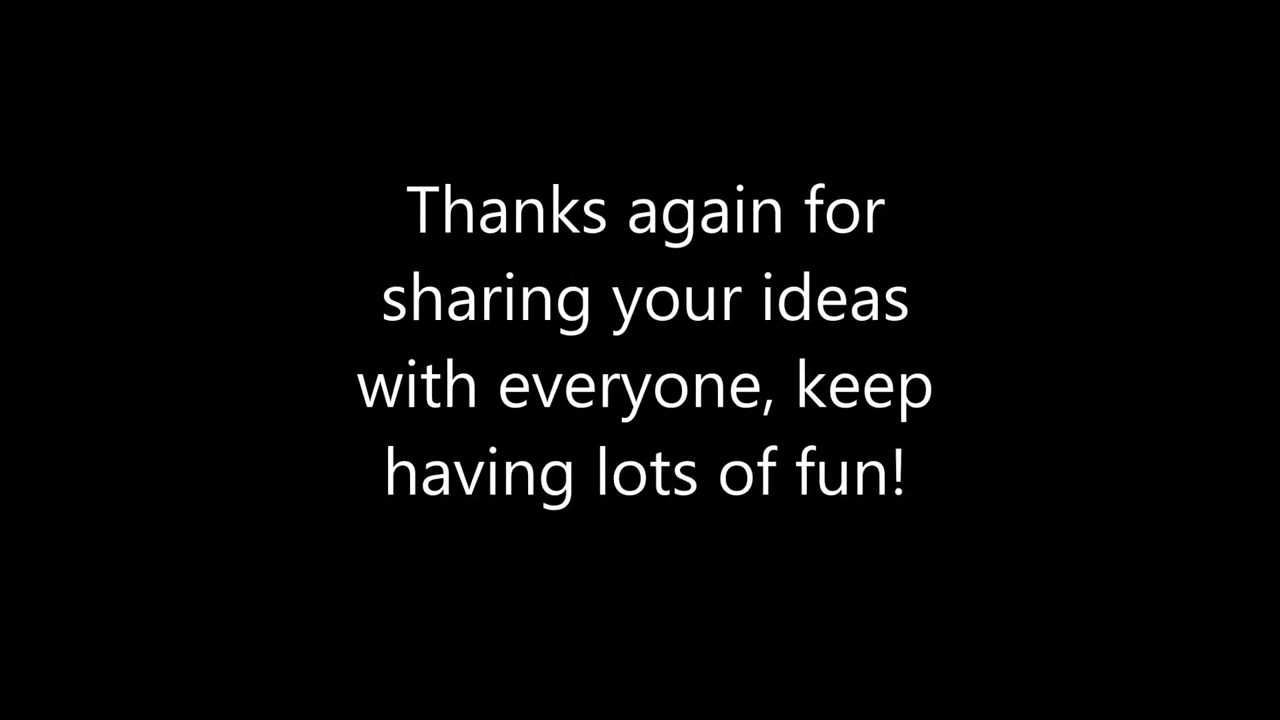 Thanks again for
sharing your ideas
with everyone, keep
having lots of fun!